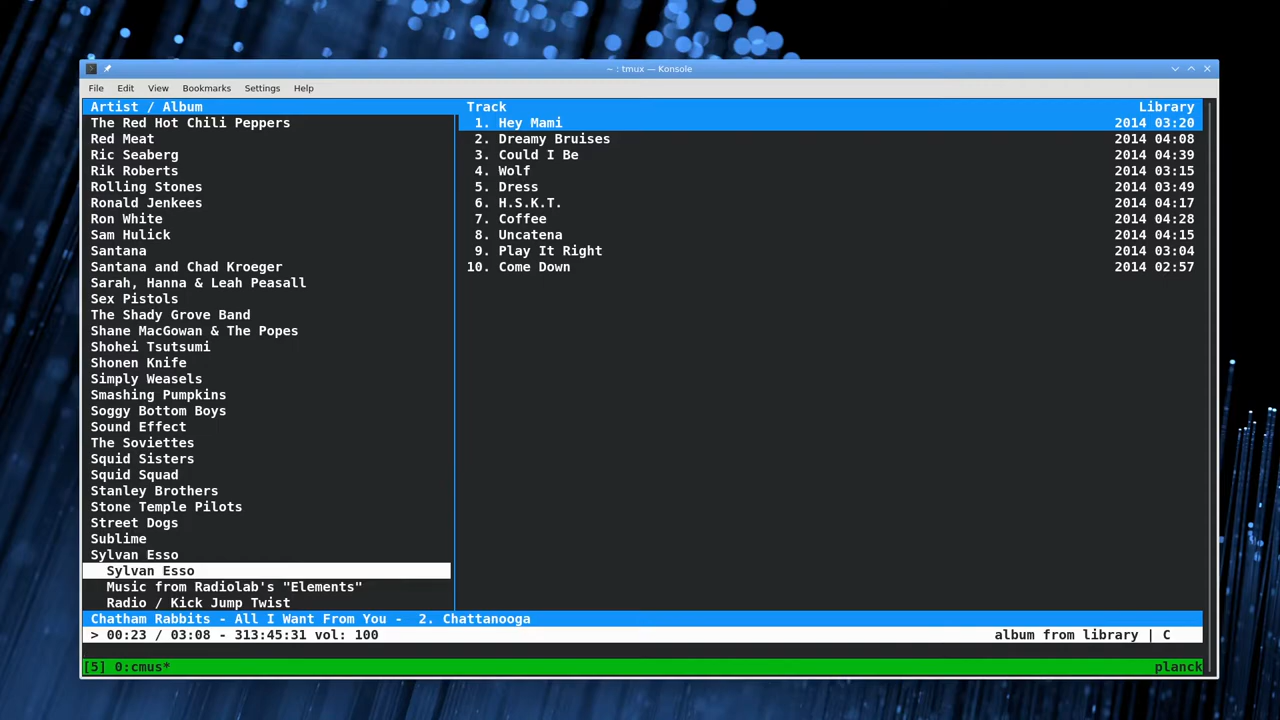 ~ : tmux — Konsole
File Edit View Bookmarks Settings Help
Artist / Album Track Library
The Red Hot Chili Peppers 1. Hey Mami 2014 03:20
Red Meat 2. Dreamy Bruises 2014 04:08
Ric Seaberg 3. Could I Be 2014 04:39
Rik Roberts 4. Wolf 2014 03:15
Rolling Stones 5. Dress 2014 03:49
Ronald Jenkees 6. H.S.K.T. 2014 04:17
Ron White 7. Coffee 2014 04:28
Sam Hulick 8. Uncatena 2014 04:15
Santana 9. Play It Right 2014 03:04
Santana and Chad Kroeger 10. Come Down 2014 02:57
Sarah, Hanna & Leah Peasall
Sex Pistols
The Shady Grove Band
Shane MacGowan & The Popes
Shohei Tsutsumi
Shonen Knife
Simply Weasels
Smashing Pumpkins
Soggy Bottom Boys
Sound Effect
The Soviettes
Squid Sisters
Squid Squad
Stanley Brothers
Stone Temple Pilots
Street Dogs
Sublime
Sylvan Esso
Sylvan Esso
Music from Radiolab's "Elements"
Radio / Kick Jump Twist
Chatham Rabbits - All I Want From You - 2. Chattanooga
> 00:23 / 03:08 - 313:45:31 vol: 100 album from library | C
[5] 0:cmus* planck